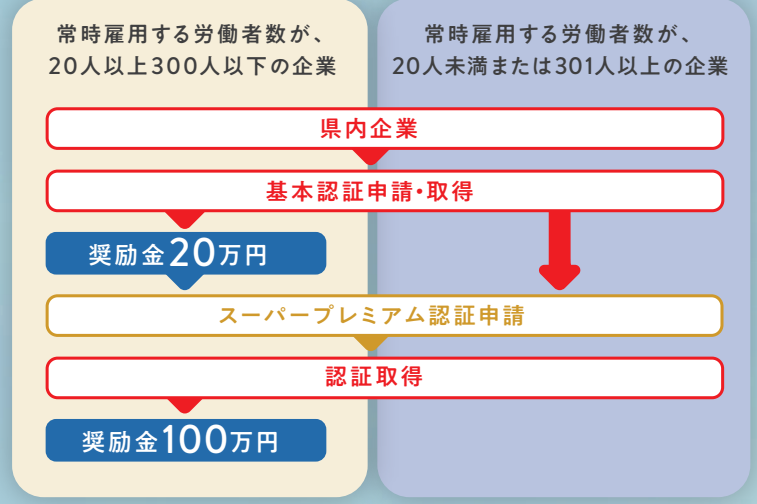 常時雇用する労働者数が、
20人以上300人以下の企業
常時雇用する労働者数が、
20人未満または301人以上の企業
県内企業
基本認証申請・取得
奨励金20万円
スーパープレミアム認証申請
認証取得
奨励金100万円